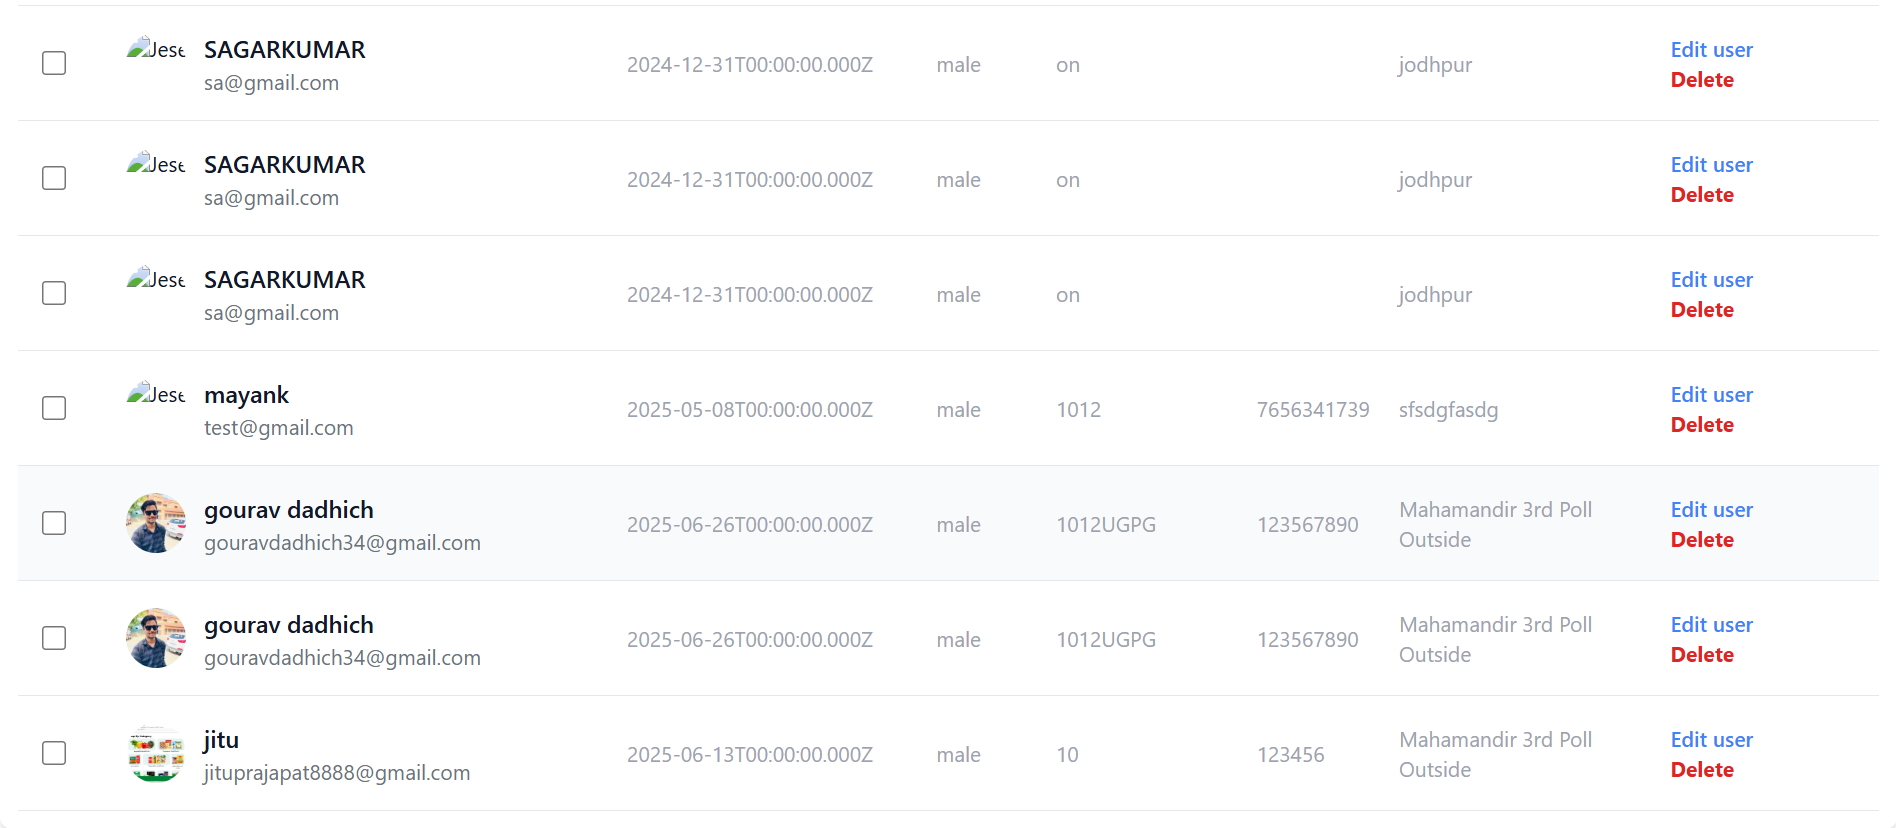 Jese SAGARKUMAR
sa@gmail.com
2024-12-31T00:00:00.000Z male on jodhpur
Edit user
Delete
Jese SAGARKUMAR
sa@gmail.com
2024-12-31T00:00:00.000Z male on jodhpur
Edit user
Delete
Jese SAGARKUMAR
sa@gmail.com
2024-12-31T00:00:00.000Z male on jodhpur
Edit user
Delete
Jese mayank
test@gmail.com
2025-05-08T00:00:00.000Z male 1012 7656341739 sfsdgfasdg
Edit user
Delete
gourav dadhich
gouravdadhich34@gmail.com
2025-06-26T00:00:00.000Z male 1012UGPG 123567890
Mahamandir 3rd Poll
Outside
Edit user
Delete
gourav dadhich
gouravdadhich34@gmail.com
2025-06-26T00:00:00.000Z male 1012UGPG 123567890
Mahamandir 3rd Poll
Outside
Edit user
Delete
jitu
jituprajapat8888@gmail.com
2025-06-13T00:00:00.000Z male 10 123456
Mahamandir 3rd Poll
Outside
Edit user
Delete